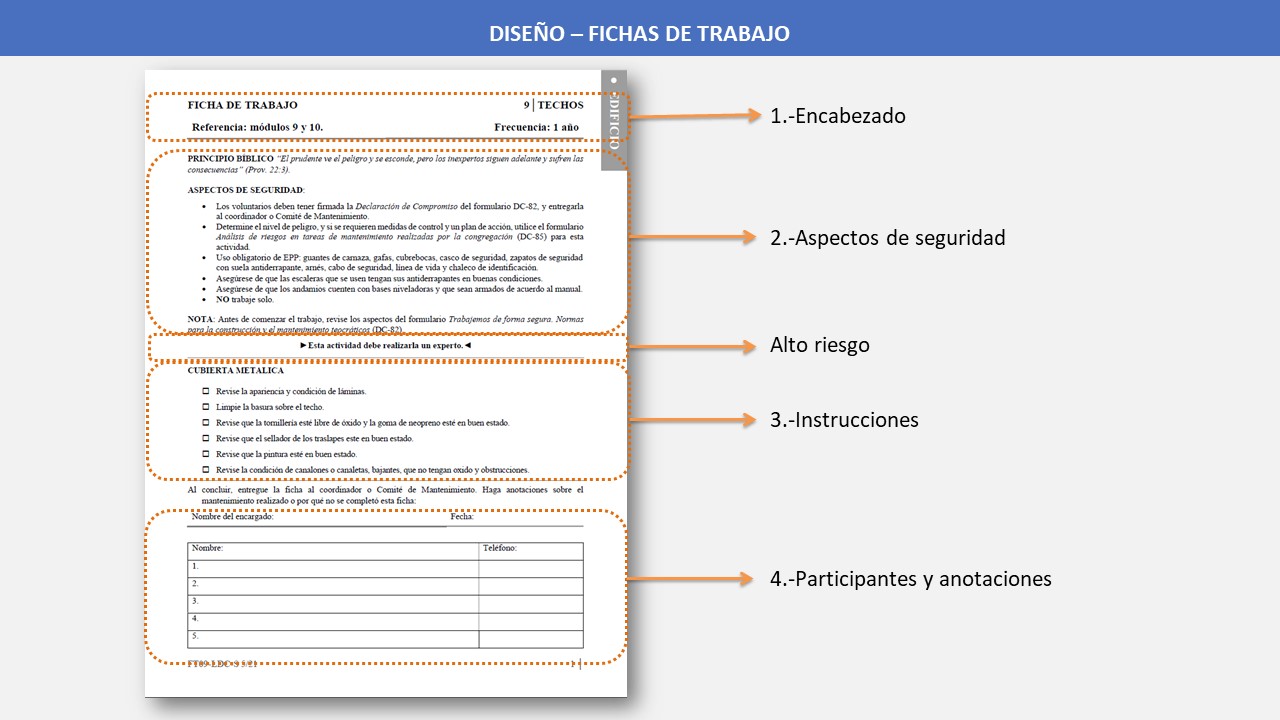 DISEÑO – FICHAS DE TRABAJO
EDIFICIO
FICHA DE TRABAJO 9 | TECHOS
Referencia: módulos 9 y 10. Frecuencia: 1 año
PRINCIPIO BÍBLICO “El prudente ve el peligro y se esconde, pero los inexpertos siguen adelante y sufren las
consecuencias” (Prov. 22:3).
ASPECTOS DE SEGURIDAD:
• Los voluntarios deben tener firmada la Declaración de Compromiso del formulario DC-82, y entregarla
al coordinador o Comité de Mantenimiento.
• Determine el nivel de peligro, y si se requieren medidas de control y un plan de acción, utilice el formulario
Análisis de riesgos en tareas de mantenimiento realizadas por la congregación (DC-85) para esta
actividad.
• Uso obligatorio de EPP: guantes de carnaza, gafas, cubrebocas, casco de seguridad, zapatos de seguridad
con suela antiderrapante, arnés, cabo de seguridad, línea de vida y chaleco de identificación.
• Asegúrese de que las escaleras que se usen tengan sus antiderrapantes en buenas condiciones.
• Asegúrese de que los andamios cuenten con bases niveladoras y que sean armados de acuerdo al manual.
• NO trabaje solo.
NOTA: Antes de comenzar el trabajo, revise los aspectos del formulario Trabajemos de forma segura. Normas
para la construcción y el mantenimiento teocráticos (DC-82).
►Esta actividad debe realizarla un experto.◄
CUBIERTA METALICA
☐ Revise la apariencia y condición de láminas.
☐ Limpie la basura sobre el techo.
☐ Revise que la tornillería esté libre de óxido y la goma de neopreno esté en buen estado.
☐ Revise que el sellador de los traslapes este en buen estado.
☐ Revise que la pintura esté en buen estado.
☐ Revise la condición de canalones o canaletas, bajantes, que no tengan oxido y obstrucciones.
Al concluir, entregue la ficha al coordinador o Comité de Mantenimiento. Haga anotaciones sobre el
mantenimiento realizado o por qué no se completó esta ficha:
Nombre del encargado: Fecha:
Nombre: Teléfono:
1.
2.
3.
4.
5.
1 |
1.-Encabezado
2.-Aspectos de seguridad
Alto riesgo
3.-Instrucciones
4.-Participantes y anotaciones